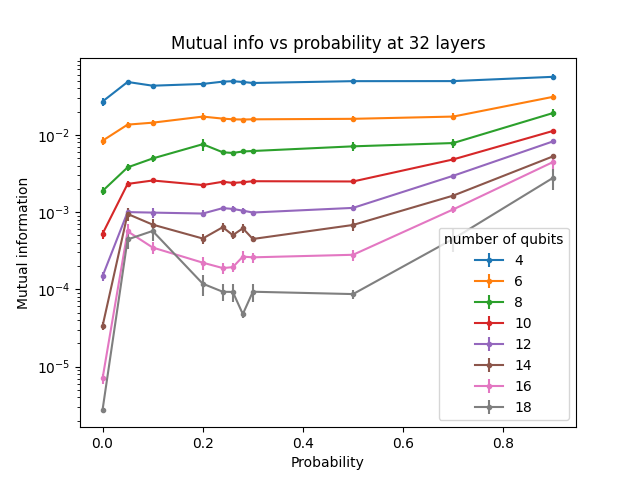 Mutual info vs probability at 32 layers
Mutual information
10⁻²
10⁻³
10⁻⁴
10⁻⁵
number of qubits
4
6
8
10
12
14
16
18
0.0 0.2 0.4 0.6 0.8
Probability